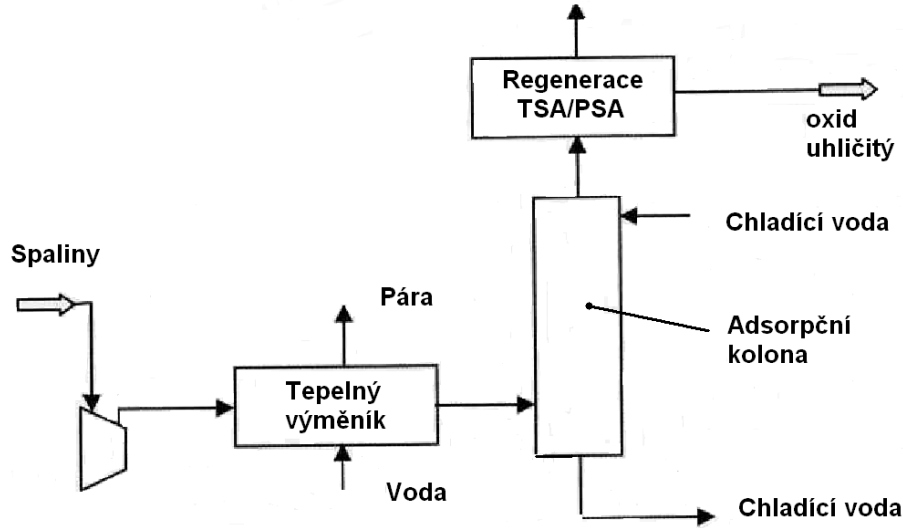 Regenerace
TSA/PSA
oxid
uhličitý
Chladící voda
Spaliny
Pára
Adsorpční
kolona
Tepelný
výměník
Voda
Chladící voda